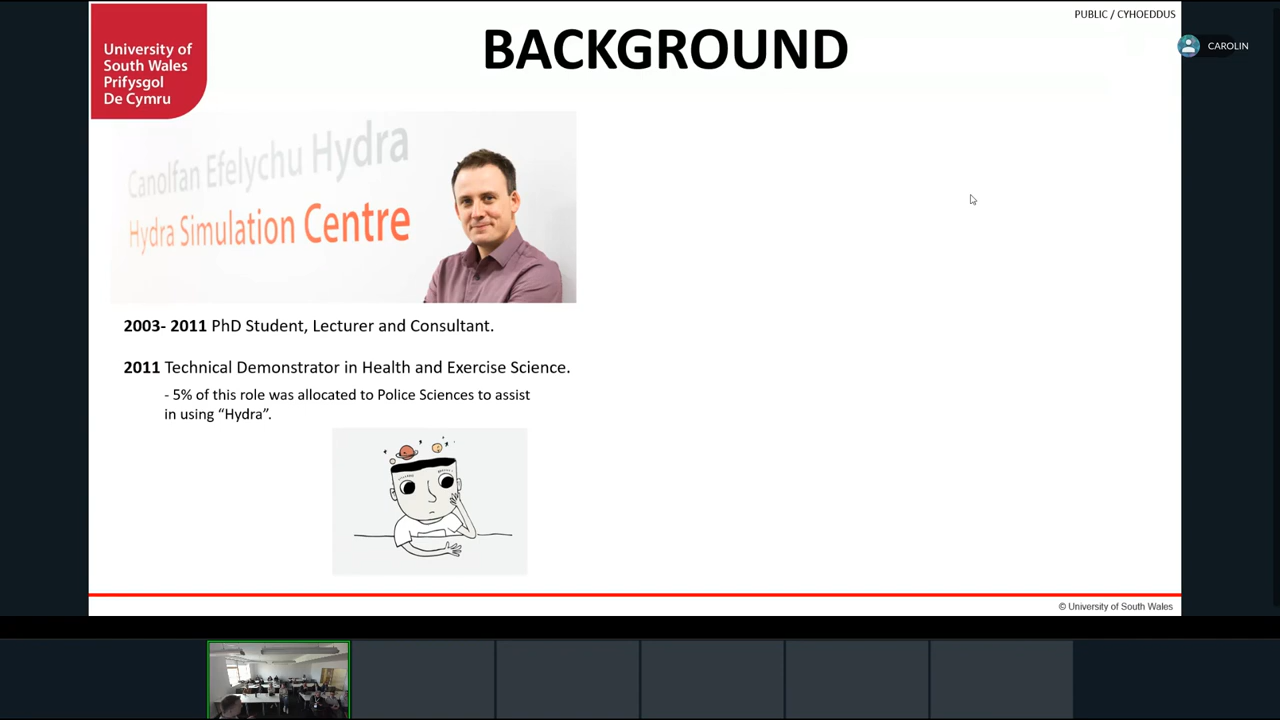 PUBLIC / CYHOEDDUS
University of
South Wales
Prifysgol
De Cymru
BACKGROUND
CAROLIN
Canolfan Efelychu Hydra
Hydra Simulation Centre
2003- 2011 PhD Student, Lecturer and Consultant.
2011 Technical Demonstrator in Health and Exercise Science.
- 5% of this role was allocated to Police Sciences to assist
in using “Hydra”.
© University of South Wales